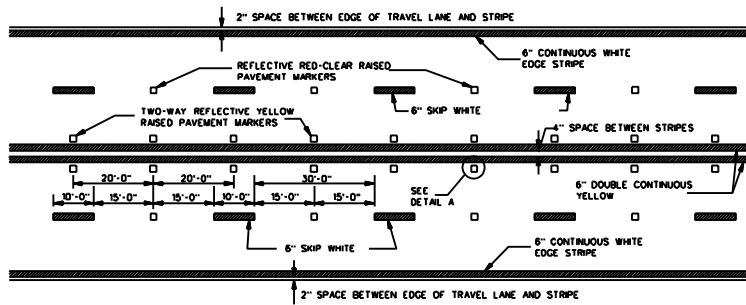 2" SPACE BETWEEN EDGE OF TRAVEL LANE AND STRIPE
6" CONTINUOUS WHITE
EDGE STRIPE
REFLECTIVE RED-CLEAR RAISED
PAVEMENT MARKERS
6" SKIP WHITE
TWO-WAY REFLECTIVE YELLOW
RAISED PAVEMENT MARKERS
4" SPACE BETWEEN STRIPES
20'-0" 20'-0" 30'-0"
10'-0" 15'-0" 15'-0" 10'-0" 15'-0" 15'-0"
SEE
DETAIL A
6" DOUBLE CONTINUOUS
YELLOW
6" SKIP WHITE
6" CONTINUOUS WHITE
EDGE STRIPE
2" SPACE BETWEEN EDGE OF TRAVEL LANE AND STRIPE